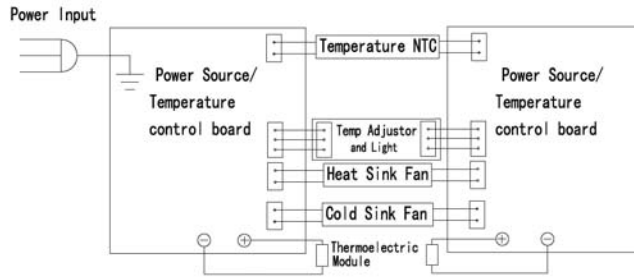 Power Input
Temperature NTC
Power Source/
Temperature
control board
Power Source/
Temperature
control board
Temp Adjustor
and Light
Heat Sink Fan
Cold Sink Fan
⊖ ⊕
Thermoelectric
Module
⊕ ⊖